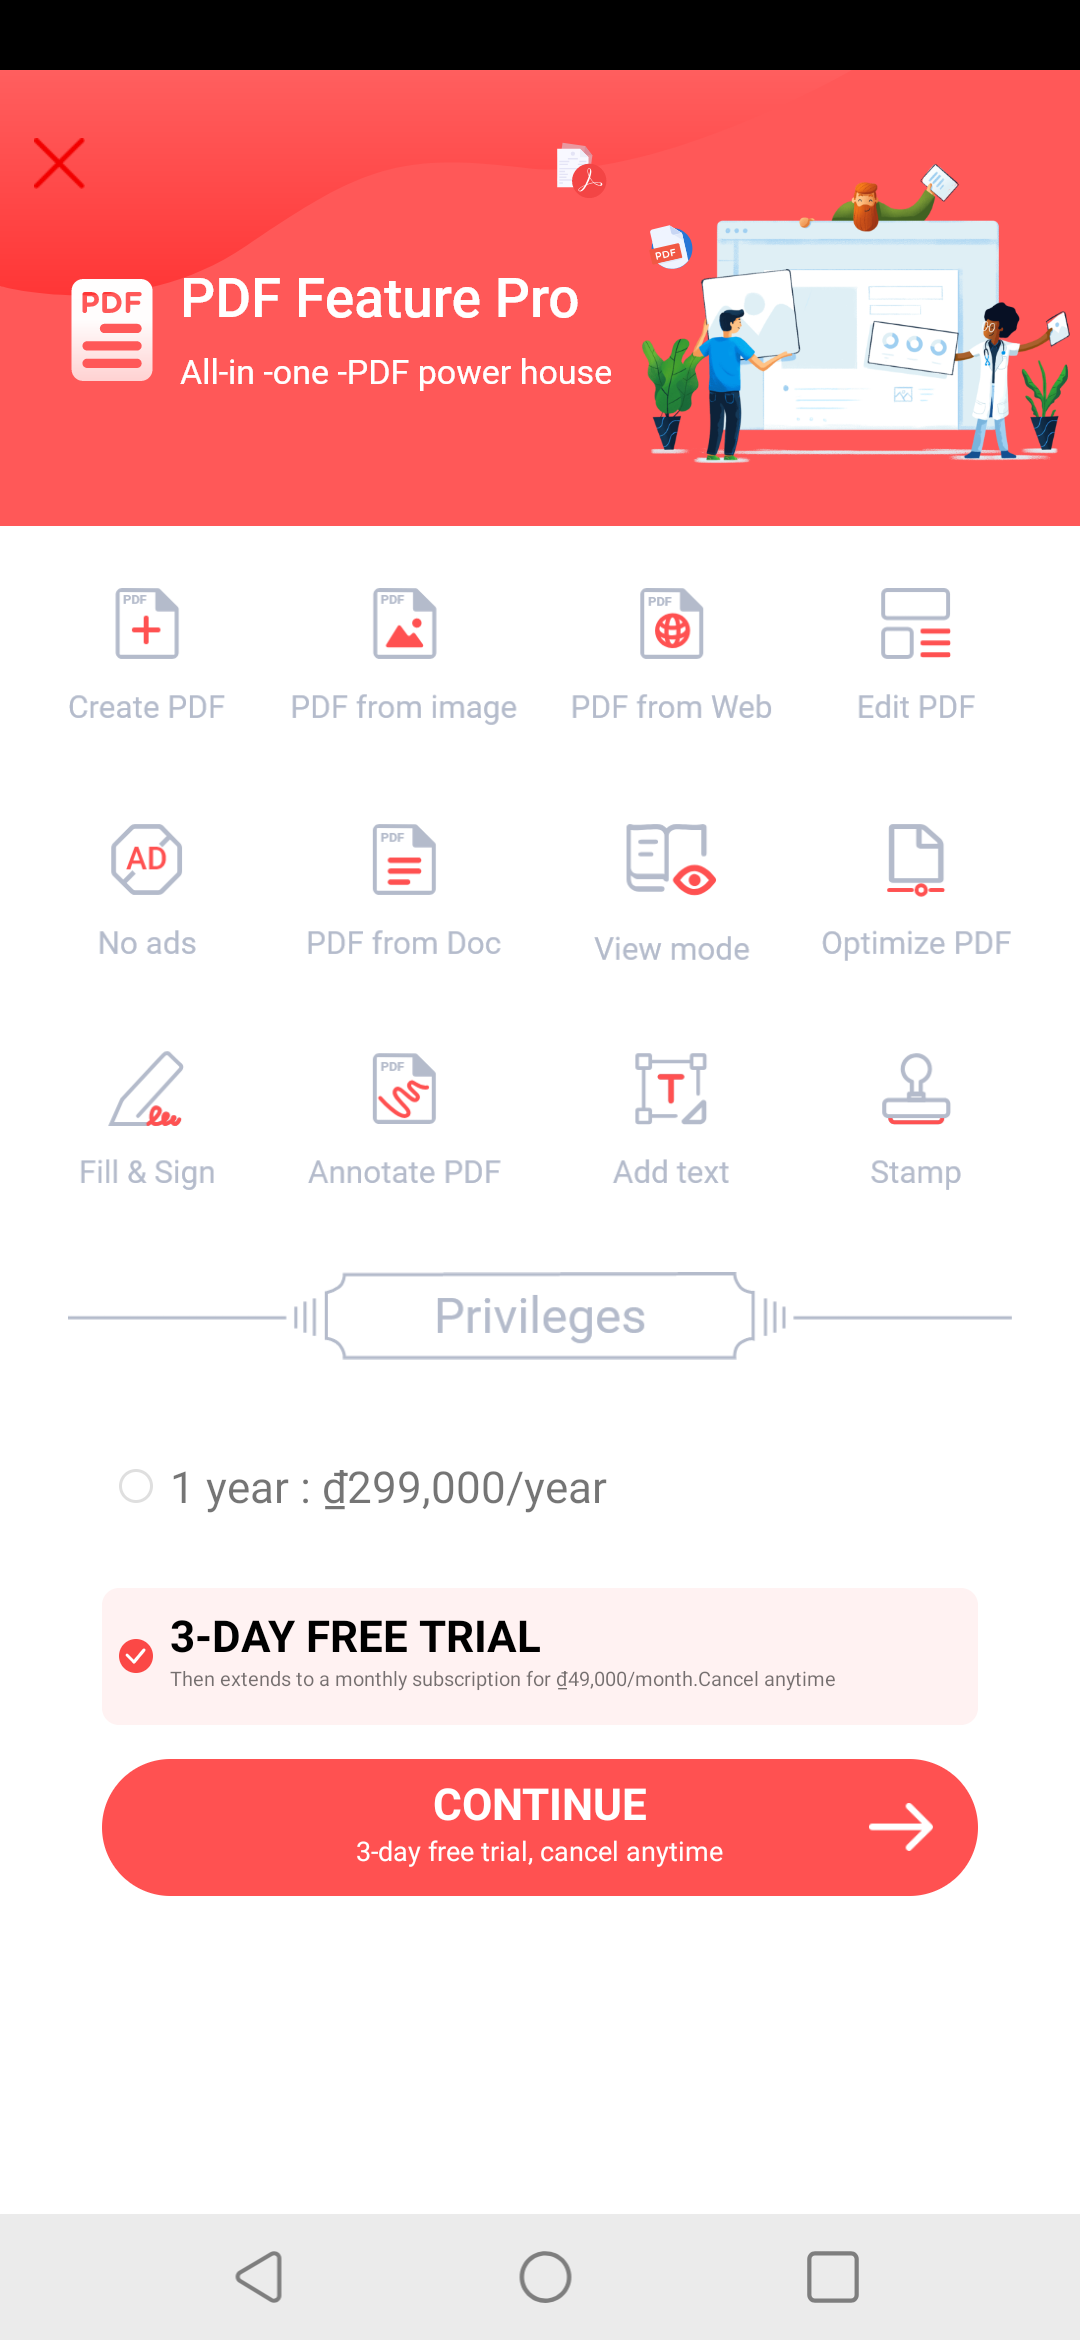 PDF
PDF Feature Pro
All-in -one -PDF power house
PDF
PDF
PDF
PDF
Create PDF
PDF from image
PDF from Web
Edit PDF
AD
PDF
No ads
PDF from Doc
View mode
Optimize PDF
PDF
T
Fill & Sign
Annotate PDF
Add text
Stamp
Privileges
1 year : ₫299,000/year
3-DAY FREE TRIAL
Then extends to a monthly subscription for ₫49,000/month.Cancel anytime
CONTINUE
3-day free trial, cancel anytime